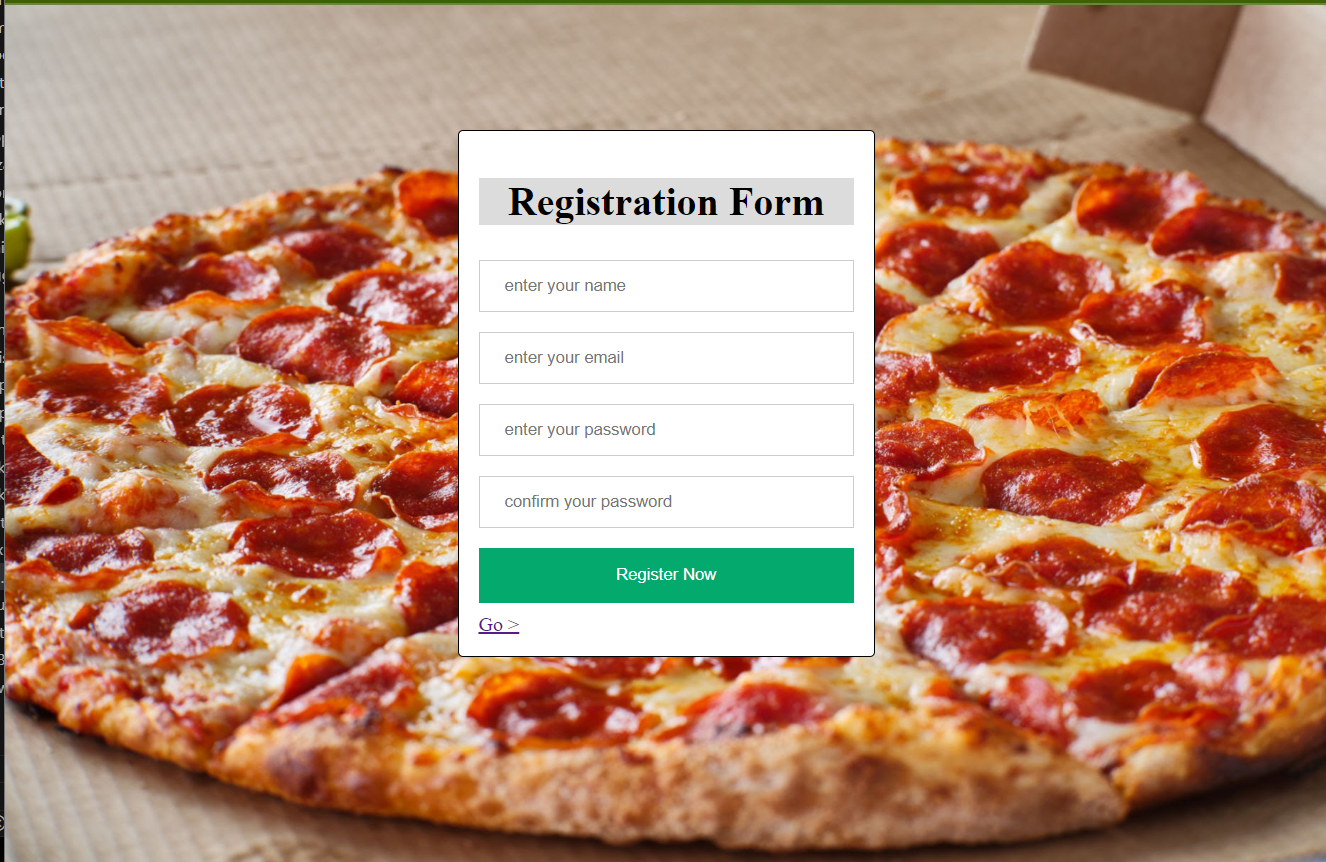 Registration Form
enter your name
enter your email
enter your password
confirm your password
Register Now
Go >